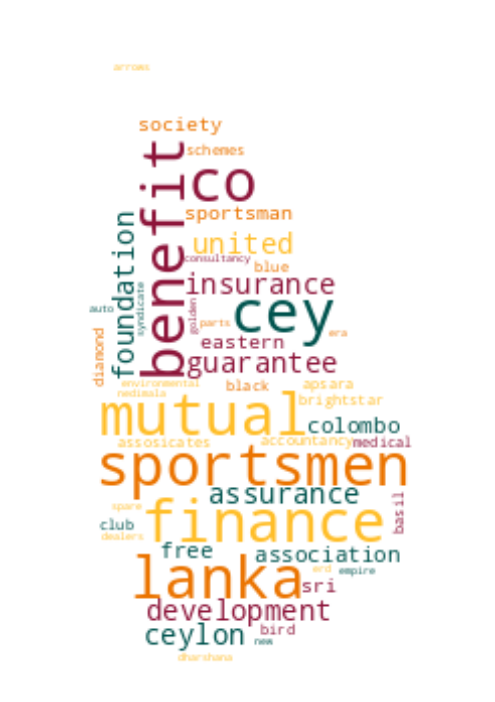 arrows
society
schemes
benefit
co
sportsman
foundation
united
consultancy
blue
insurance
syndicate
golden
cey
auto
parts
era
diamond
eastern
guarantee
environmental
black
apsara
nedimala
brightstar
mutual
colombo
assosicates
accountancy
medical
sportsmen
assurance
basil
spare
finance
club
dealers
free
association
lanka
erd
empire
sri
development
ceylon
bird
new
dharshana